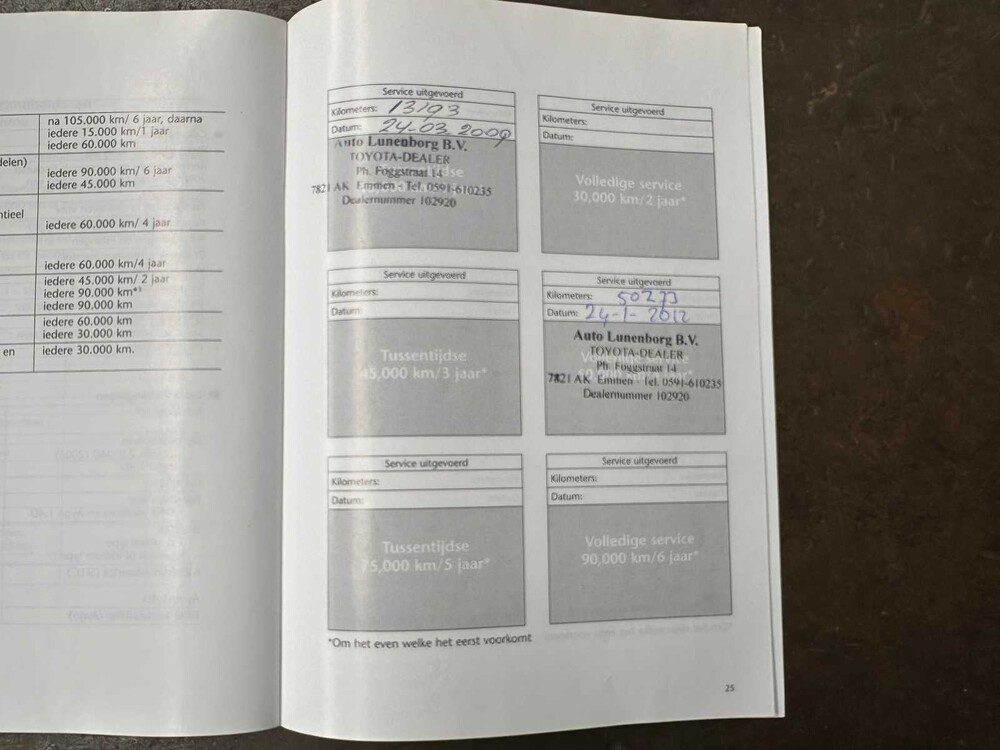 na 105.000 km/ 6 jaar, daarna
iedere 15.000 km/1 jaar
iedere 60.000 km
delen)
iedere 90.000 km/ 6 jaar
iedere 45.000 km
ntieel
iedere 60.000 km/ 4 jaar
iedere 60.000 km/4 jaar
iedere 45.000 km/ 2 jaar
iedere 90.000 km*³
iedere 90.000 km
iedere 60.000 km
iedere 30.000 km
en
iedere 30.000 km.
Service uitgevoerd
Kilometers: 13193
Datum: 24-03.2009
Auto Lunenborg B.V.
TOYOTA-DEALER
Ph. Foggstraat 14
7821 AK Emmen - Tel. 0591-610235
Dealernummer 102920
Service uitgevoerd
Kilometers:
Datum:
Volledige service
30,000 km/2 jaar*
Service uitgevoerd
Kilometers:
Datum:
Tussentijdse
45,000 km/3 jaar*
Service uitgevoerd
Kilometers: 50273
Datum: 24-1-2012
Auto Lunenborg B.V.
TOYOTA-DEALER
Ph. Foggstraat 14
7821 AK Emmen - Tel. 0591-610235
Dealernummer 102920
Service uitgevoerd
Kilometers:
Datum:
Tussentijdse
75,000 km/5 jaar*
Service uitgevoerd
Kilometers:
Datum:
Volledige service
90,000 km/6 jaar*
*Om het even welke het eerst voorkomt
25